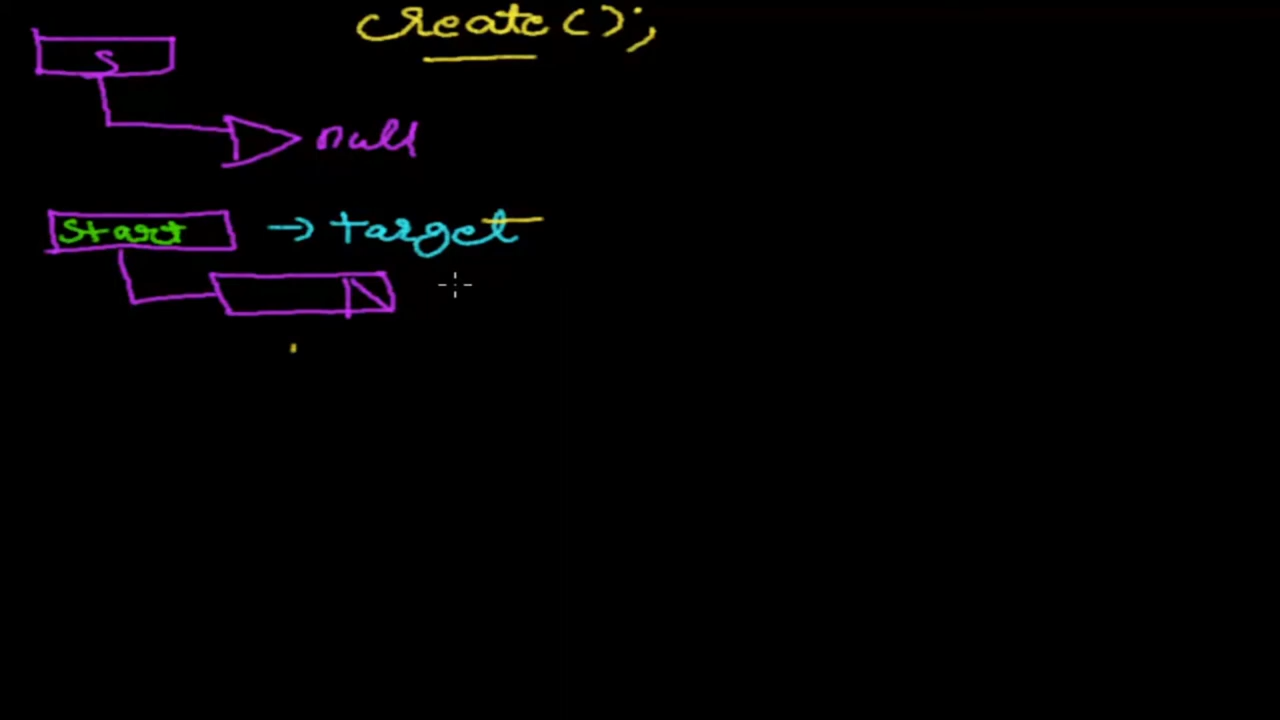 create();
S
null
Start → target